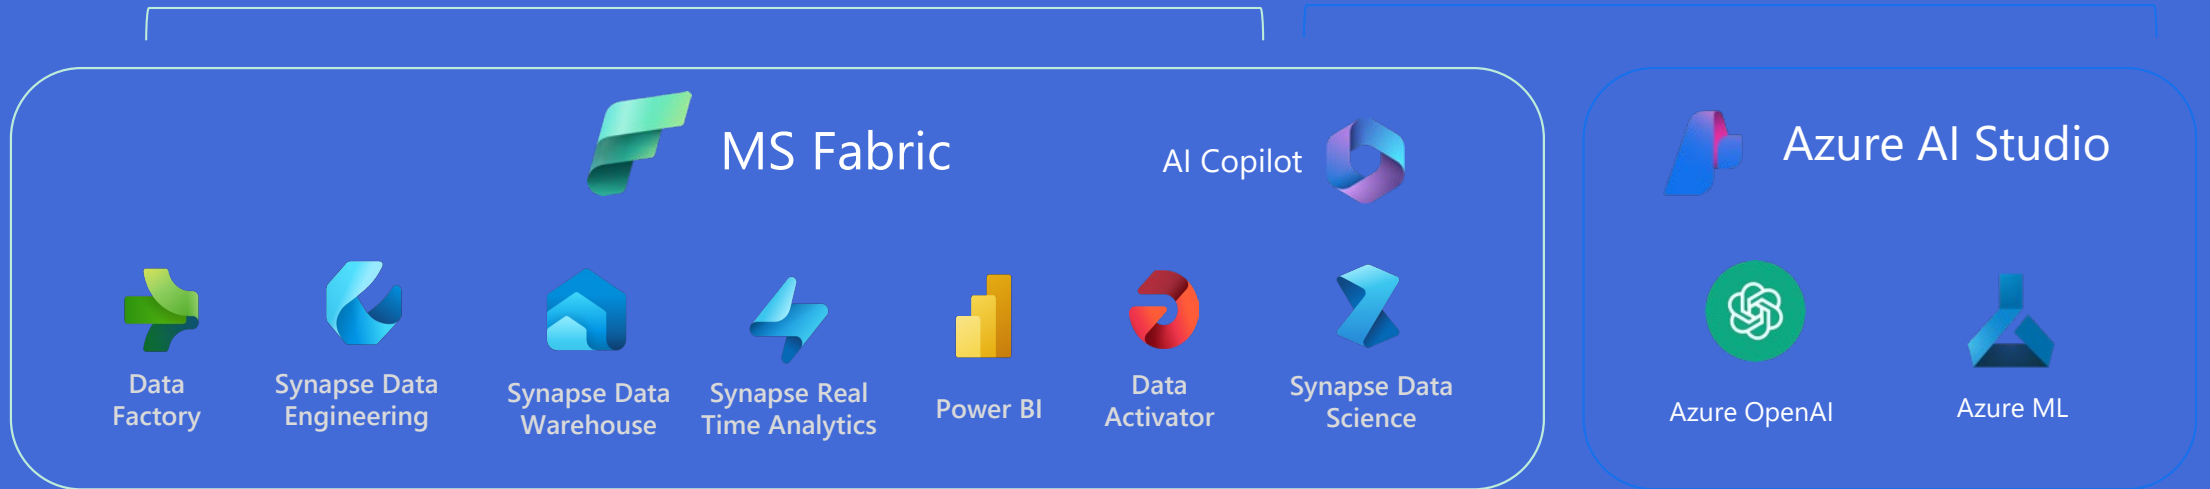 MS Fabric
AI Copilot
Azure AI Studio
Data
Factory
Synapse Data
Engineering
Synapse Data
Warehouse
Synapse Real
Time Analytics
Power BI
Data
Activator
Synapse Data
Science
Azure OpenAI
Azure ML